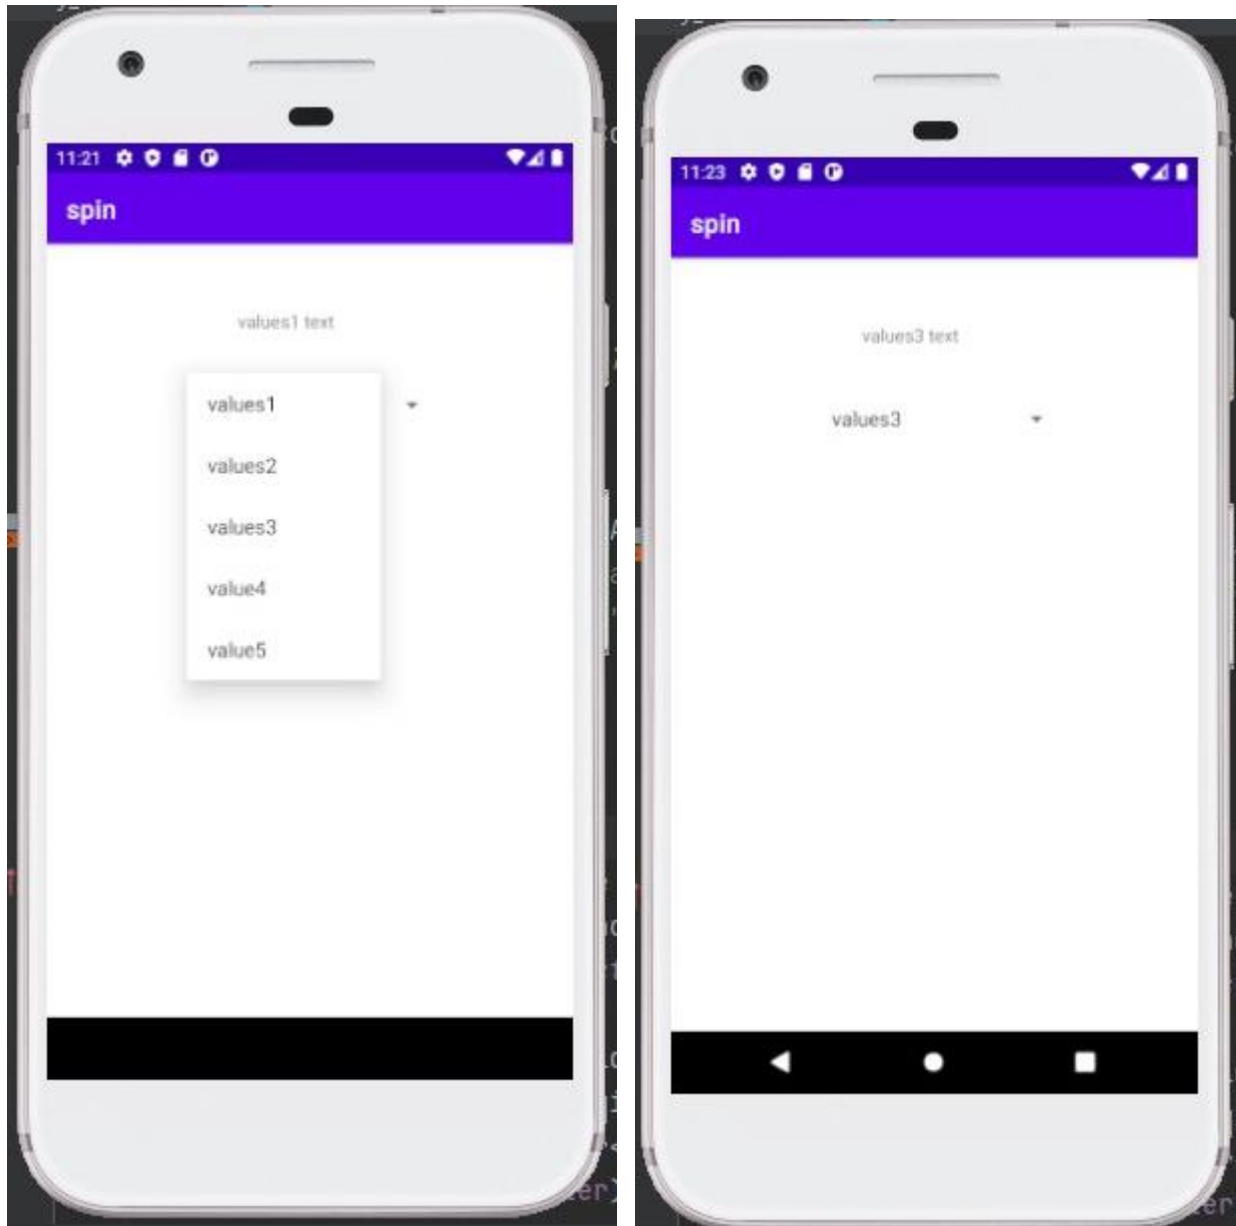 11:21
spin
values1 text
values1
values2
values3
value4
value5
11:23
spin
values3 text
values3